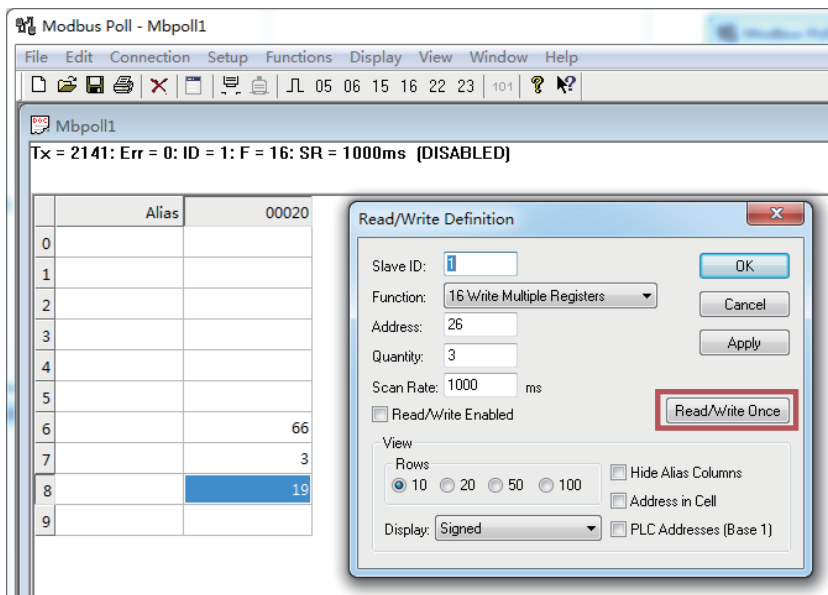 Modbus Poll - Mbpoll1
File Edit Connection Setup Functions Display View Window Help
05 06 15 16 22 23 101
Mbpoll1
Tx = 2141: Err = 0: ID = 1: F = 16: SR = 1000ms (DISABLED)
Alias 00020
0
1
2
3
4
5
6 66
7 3
8 19
9
Read/Write Definition
Slave ID: 1
OK
Function: 16 Write Multiple Registers
Cancel
Address: 26
Quantity: 3
Apply
Scan Rate: 1000 ms
Read/Write Enabled
Read/Write Once
View
Rows
10 20 50 100
Hide Alias Columns
Address in Cell
Display: Signed
PLC Addresses (Base 1)